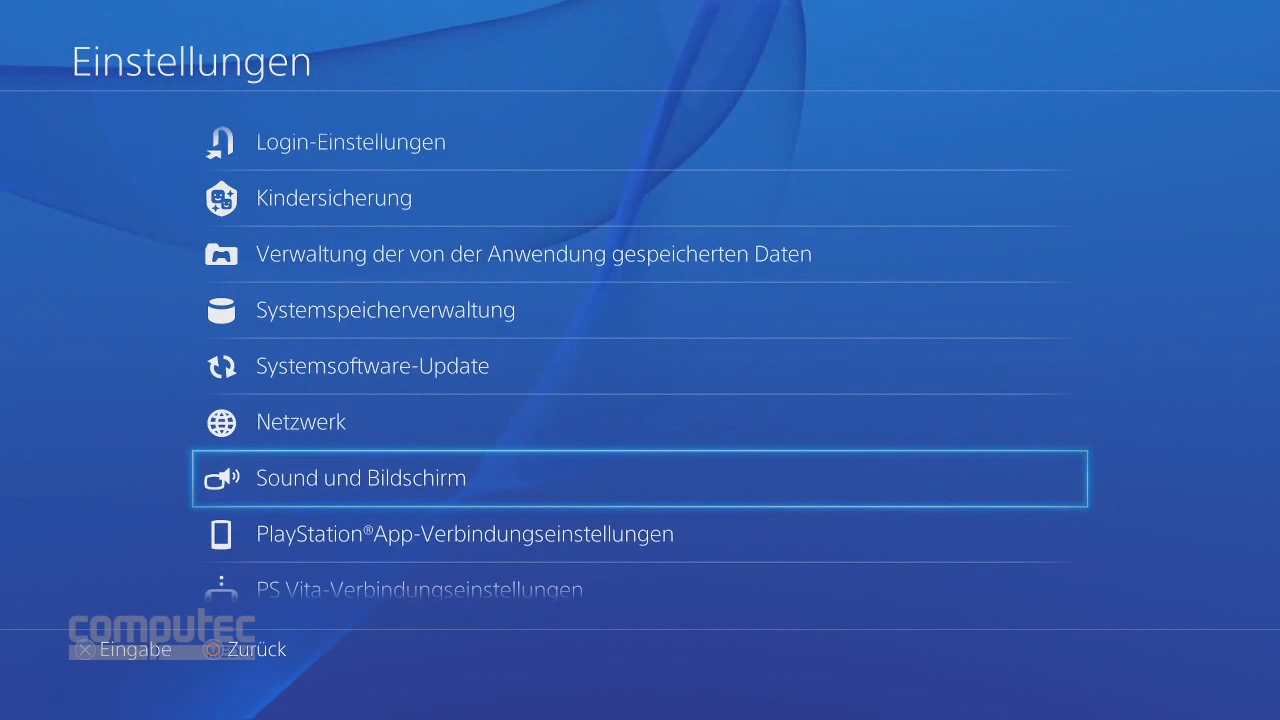 Einstellungen
Login-Einstellungen
Kindersicherung
Verwaltung der von der Anwendung gespeicherten Daten
Systemspeicherverwaltung
Systemsoftware-Update
Netzwerk
Sound und Bildschirm
PlayStation®App-Verbindungseinstellungen
PS Vita-Verbindungseinstellungen
computec
Eingabe Zurück